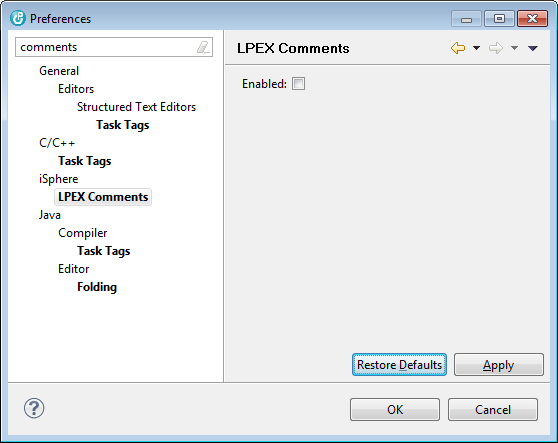 Preferences
comments
LPEX Comments
Enabled:
General
Editors
Structured Text Editors
Task Tags
C/C++
Task Tags
iSphere
LPEX Comments
Java
Compiler
Task Tags
Editor
Folding
Restore Defaults
Apply
?
OK
Cancel